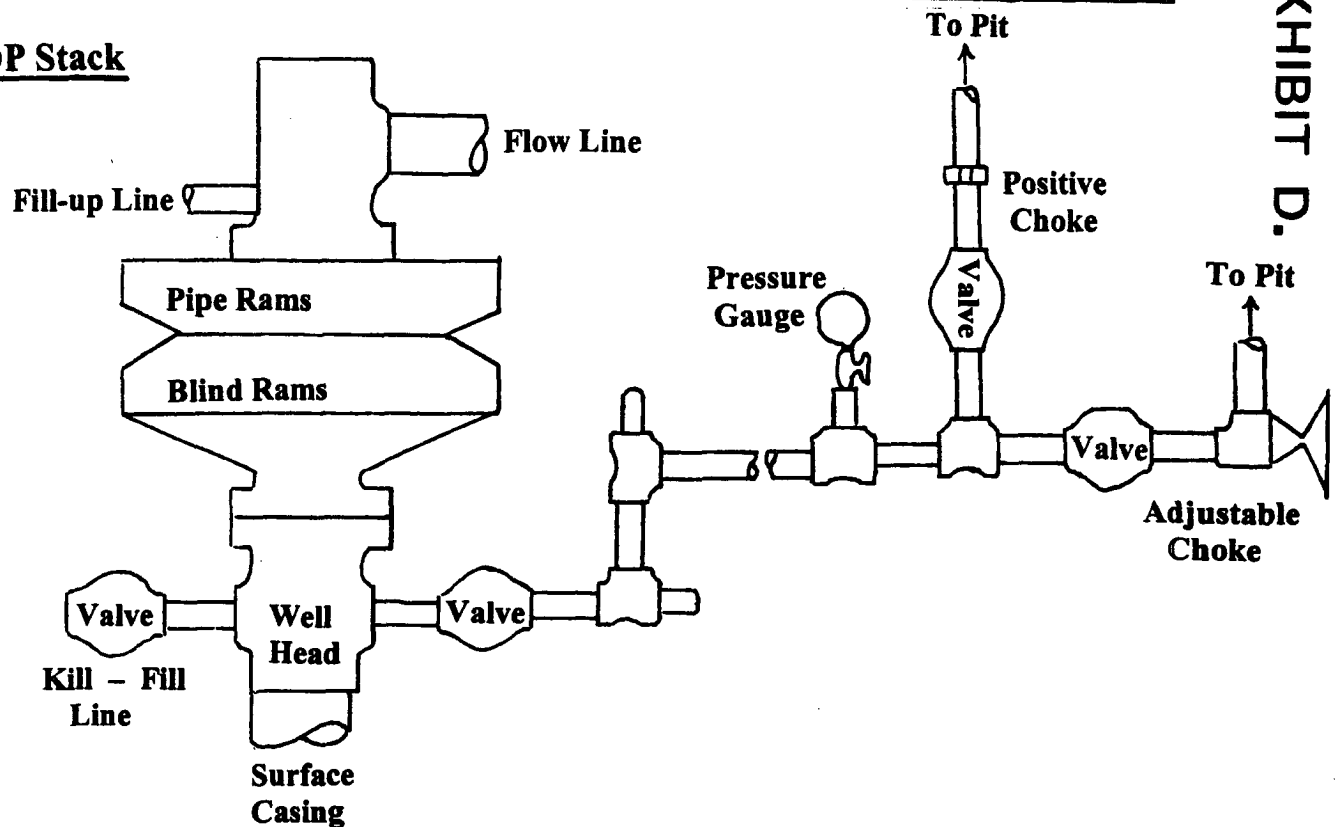 To Pit
P Stack
Flow Line
Fill-up Line
Positive
Choke
Valve
Pressure
Gauge
To Pit
Pipe Rams
Blind Rams
Valve
Adjustable
Choke
Valve
Well
Head
Valve
Kill – Fill
Line
Surface
Casing
XHIBIT D.